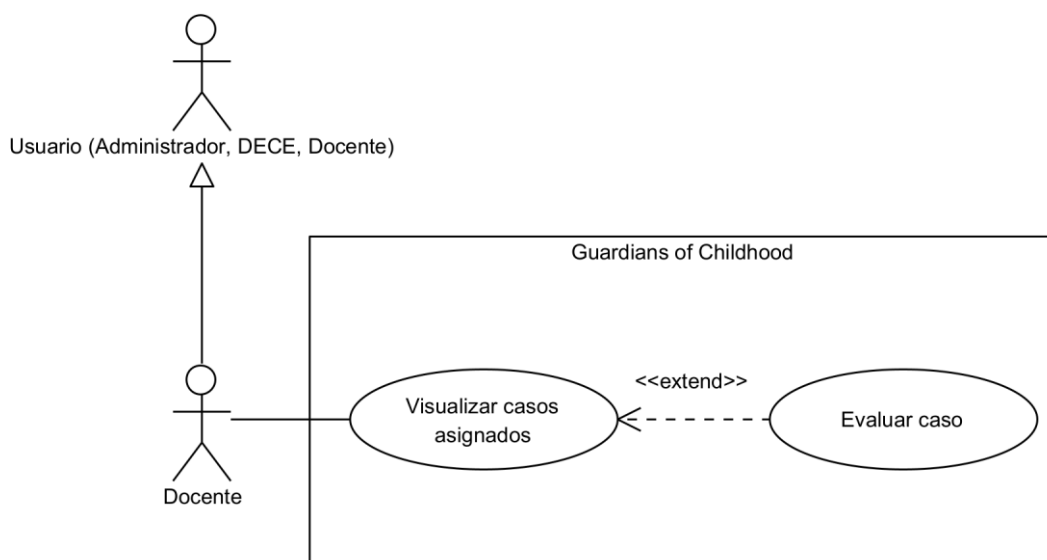 Usuario (Administrador, DECE, Docente)
Guardians of Childhood
<<extend>>
Visualizar casos
asignados
Evaluar caso
Docente